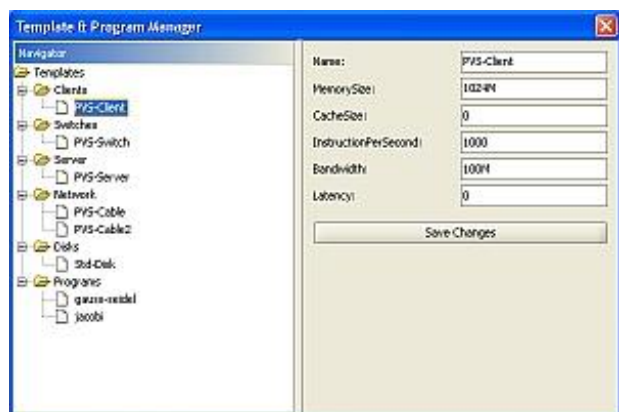 Template & Program Manager
Navigator
Templates
Clients
PVS-Client
Switches
PVS-Switch
Server
PVS-Server
Network
PVS-Cable
PVS-Cable2
Disks
Std-Disk
Programs
gauss-seidel
jacobi
Name: PVS-Client
MemorySize: 1024M
CacheSize: 0
InstructionPerSecond: 1000
Bandwidth: 100M
Latency: 0
Save Changes